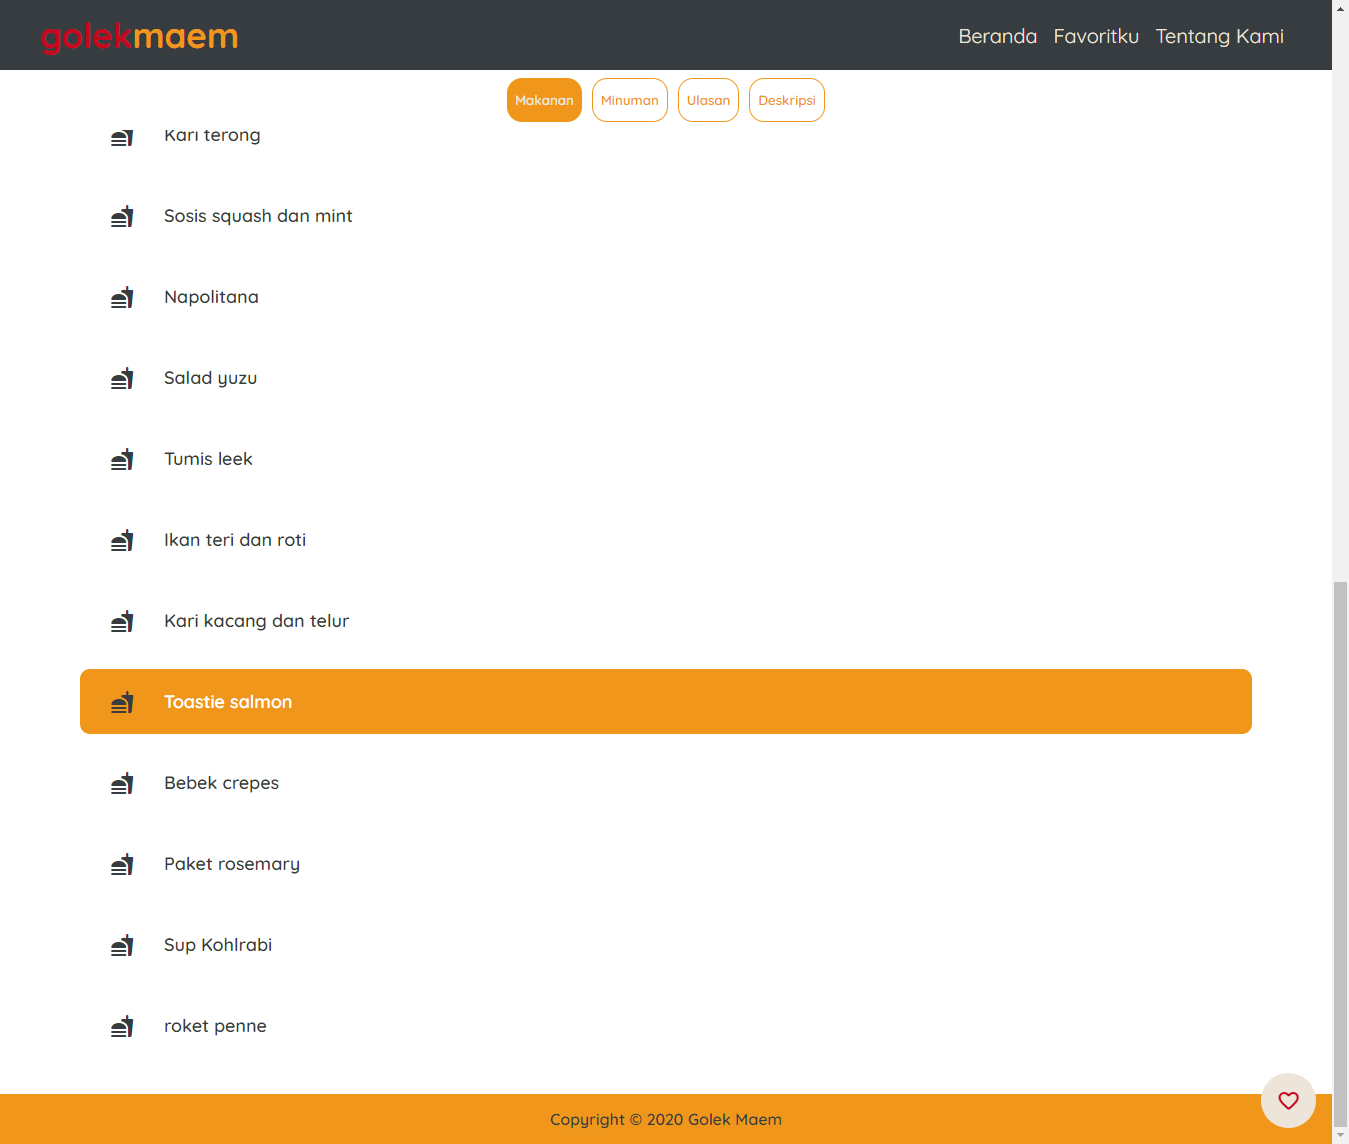 golekmaem
Beranda Favoritku Tentang Kami
Makanan Minuman Ulasan Deskripsi
Kari terong
Sosis squash dan mint
Napolitana
Salad yuzu
Tumis leek
Ikan teri dan roti
Kari kacang dan telur
Toastie salmon
Bebek crepes
Paket rosemary
Sup Kohlrabi
roket penne
Copyright © 2020 Golek Maem